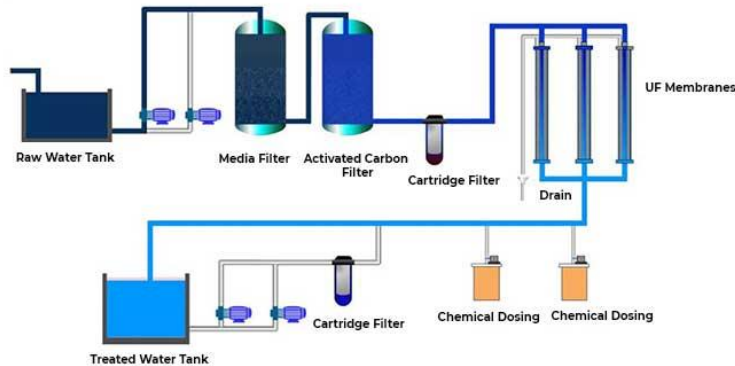 UF Membranes
Raw Water Tank
Media Filter
Activated Carbon
Filter
Cartridge Filter
Drain
Treated Water Tank
Cartridge Filter
Chemical Dosing
Chemical Dosing